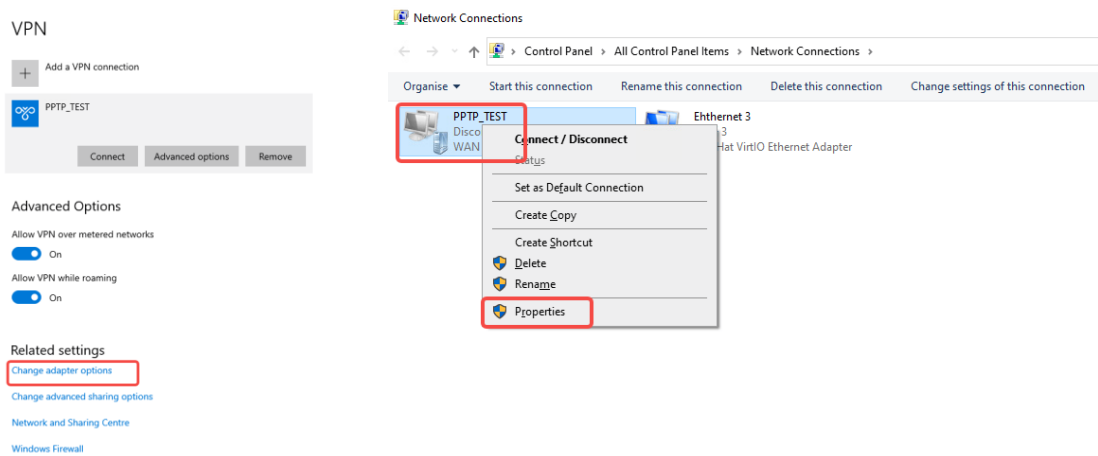 VPN
Add a VPN connection
PPTP_TEST
Connect
Advanced options
Remove
Advanced Options
Allow VPN over metered networks
On
Allow VPN while roaming
On
Related settings
Change adapter options
Change advanced sharing options
Network and Sharing Centre
Windows Firewall
Network Connections
Control Panel > All Control Panel Items > Network Connections >
Organise
Start this connection
Rename this connection
Delete this connection
Change settings of this connection
PPTP_TEST
Disco
WAN
Ehthernet 3
3
Hat VirtIO Ethernet Adapter
Connect / Disconnect
Status
Set as Default Connection
Create Copy
Create Shortcut
Delete
Rename
Properties